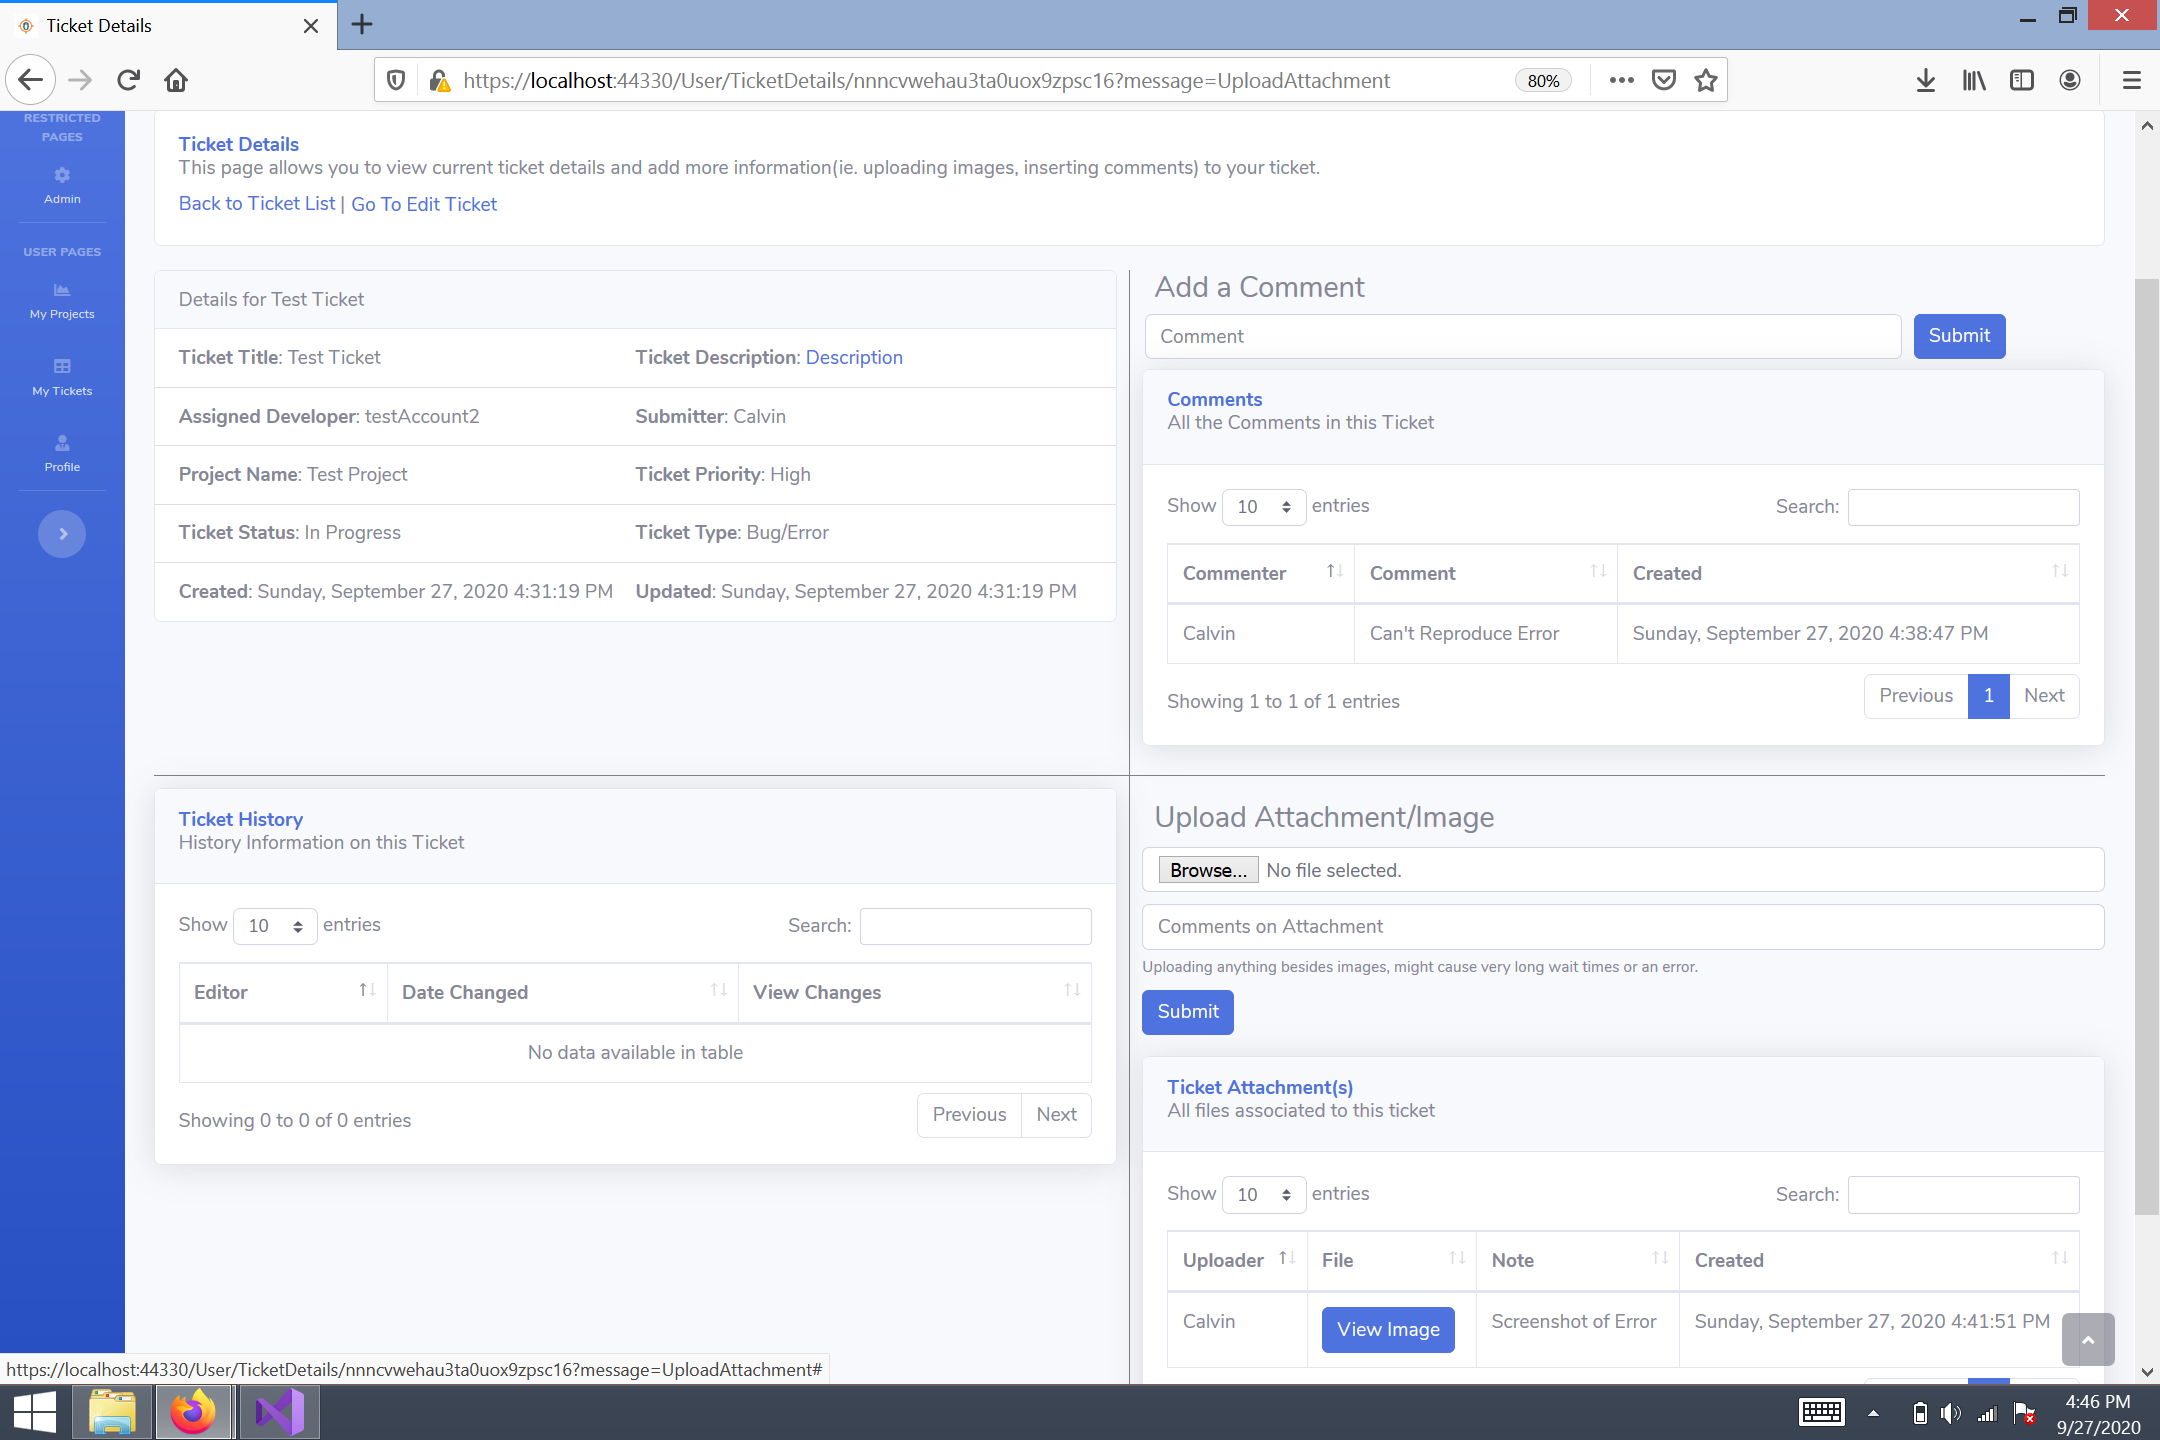 Ticket Details
https://localhost:44330/User/TicketDetails/nnncvwehau3ta0uox9zpsc16?message=UploadAttachment
80%
RESTRICTED
PAGES
Admin
USER PAGES
My Projects
My Tickets
Profile
Ticket Details
This page allows you to view current ticket details and add more information(ie. uploading images, inserting comments) to your ticket.
Back to Ticket List | Go To Edit Ticket
Details for Test Ticket
Ticket Title: Test Ticket
Ticket Description: Description
Assigned Developer: testAccount2
Submitter: Calvin
Project Name: Test Project
Ticket Priority: High
Ticket Status: In Progress
Ticket Type: Bug/Error
Created: Sunday, September 27, 2020 4:31:19 PM
Updated: Sunday, September 27, 2020 4:31:19 PM
Add a Comment
Comment
Submit
Comments
All the Comments in this Ticket
Show 10 entries
Search:
Commenter
Comment
Created
Calvin
Can't Reproduce Error
Sunday, September 27, 2020 4:38:47 PM
Showing 1 to 1 of 1 entries
Previous
1
Next
Ticket History
History Information on this Ticket
Show 10 entries
Search:
Editor
Date Changed
View Changes
No data available in table
Showing 0 to 0 of 0 entries
Previous
Next
Upload Attachment/Image
Browse... No file selected.
Comments on Attachment
Uploading anything besides images, might cause very long wait times or an error.
Submit
Ticket Attachment(s)
All files associated to this ticket
Show 10 entries
Search:
Uploader
File
Note
Created
Calvin
View Image
Screenshot of Error
Sunday, September 27, 2020 4:41:51 PM
https://localhost:44330/User/TicketDetails/nnncvwehau3ta0uox9zpsc16?message=UploadAttachment#
4:46 PM
9/27/2020